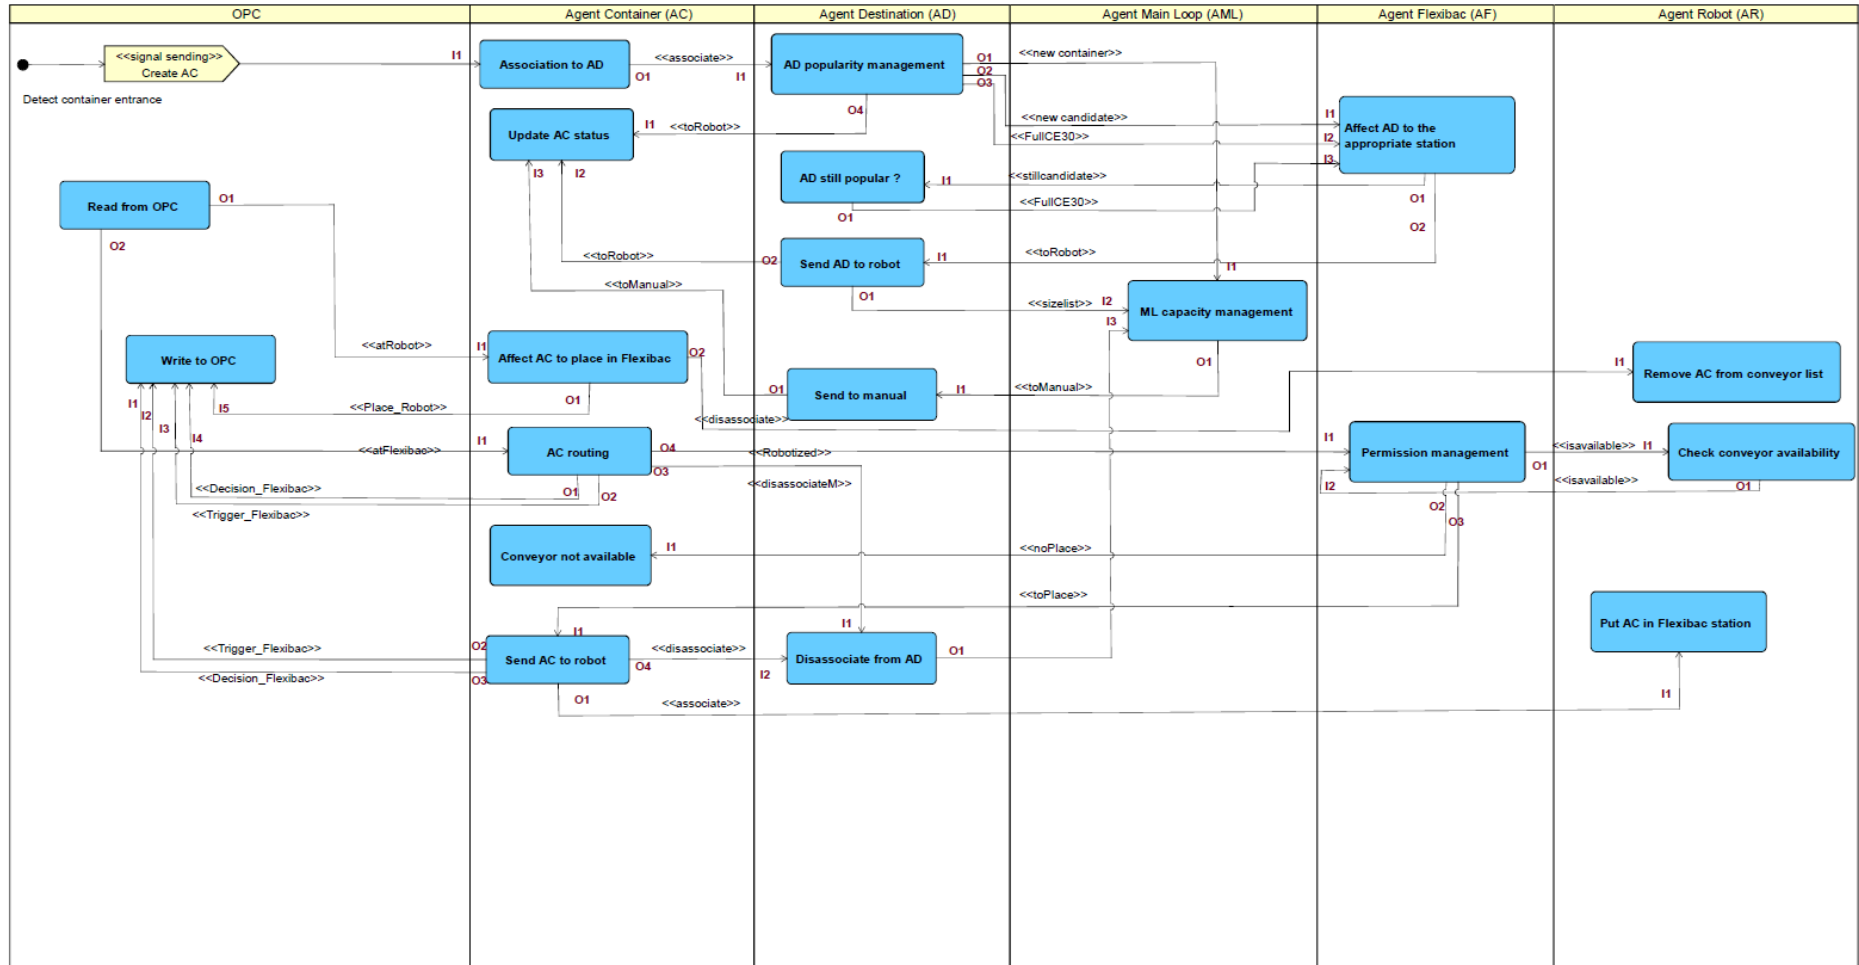 OPC
Agent Container (AC)
Agent Destination (AD)
Agent Main Loop (AML)
Agent Flexibac (AF)
Agent Robot (AR)
<<signal sending>>
Create AC
Detect container entrance
I1
Association to AD
O1
<<associate>>
I1
AD popularity management
O1
O2
O3
O4
<<new container>>
<<new candidate>>
<<FullCE30>>
I1
I2
I3
Affect AD to the
appropriate station
O1
O2
Update AC status
I1
<<toRobot>>
I3
I2
AD still popular ?
I1
<<stillcandidate>>
O1
<<FullCE30>>
Read from OPC
O1
O2
<<toRobot>>
O2
Send AD to robot
I1
<<toRobot>>
O1
<<toManual>>
<<sizelist>>
I2
I1
I3
ML capacity management
O1
Write to OPC
I1
I2
I3
I4
I5
<<atRobot>>
I1
Affect AC to place in Flexibac
O2
O1
<<Place_Robot>>
O1
Send to manual
I1
<<toManual>>
<<disassociate>>
I1
Remove AC from conveyor list
<<atFlexibac>>
I1
AC routing
O4
O3
O1
O2
<<Robotized>>
<<disassociateM>>
<<Decision_Flexibac>>
<<Trigger_Flexibac>>
I1
I2
Permission management
O1
O2
O3
<<isavailable>>
I1
Check conveyor availability
<<isavailable>>
O1
Conveyor not available
I1
<<noPlace>>
<<toPlace>>
I1
Send AC to robot
O2
O3
O4
O1
<<Trigger_Flexibac>>
<<Decision_Flexibac>>
<<disassociate>>
I1
I2
Disassociate from AD
O1
<<associate>>
Put AC in Flexibac station
I1